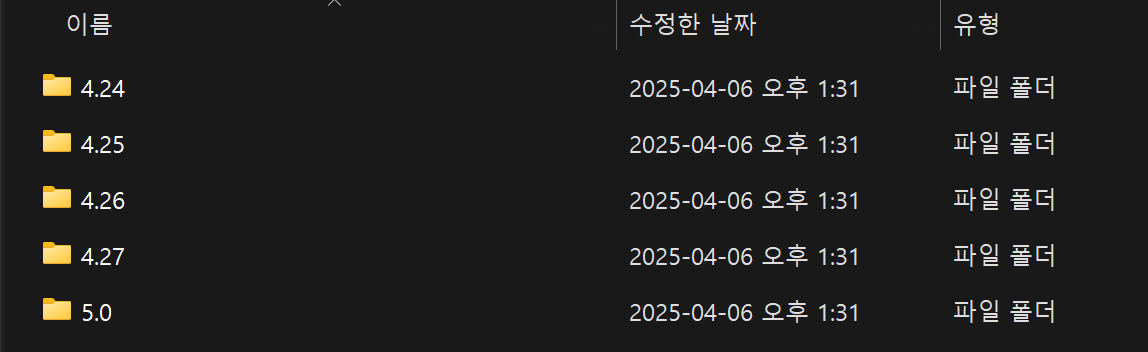 이름 수정한 날짜 유형
4.24 2025-04-06 오후 1:31 파일 폴더
4.25 2025-04-06 오후 1:31 파일 폴더
4.26 2025-04-06 오후 1:31 파일 폴더
4.27 2025-04-06 오후 1:31 파일 폴더
5.0 2025-04-06 오후 1:31 파일 폴더